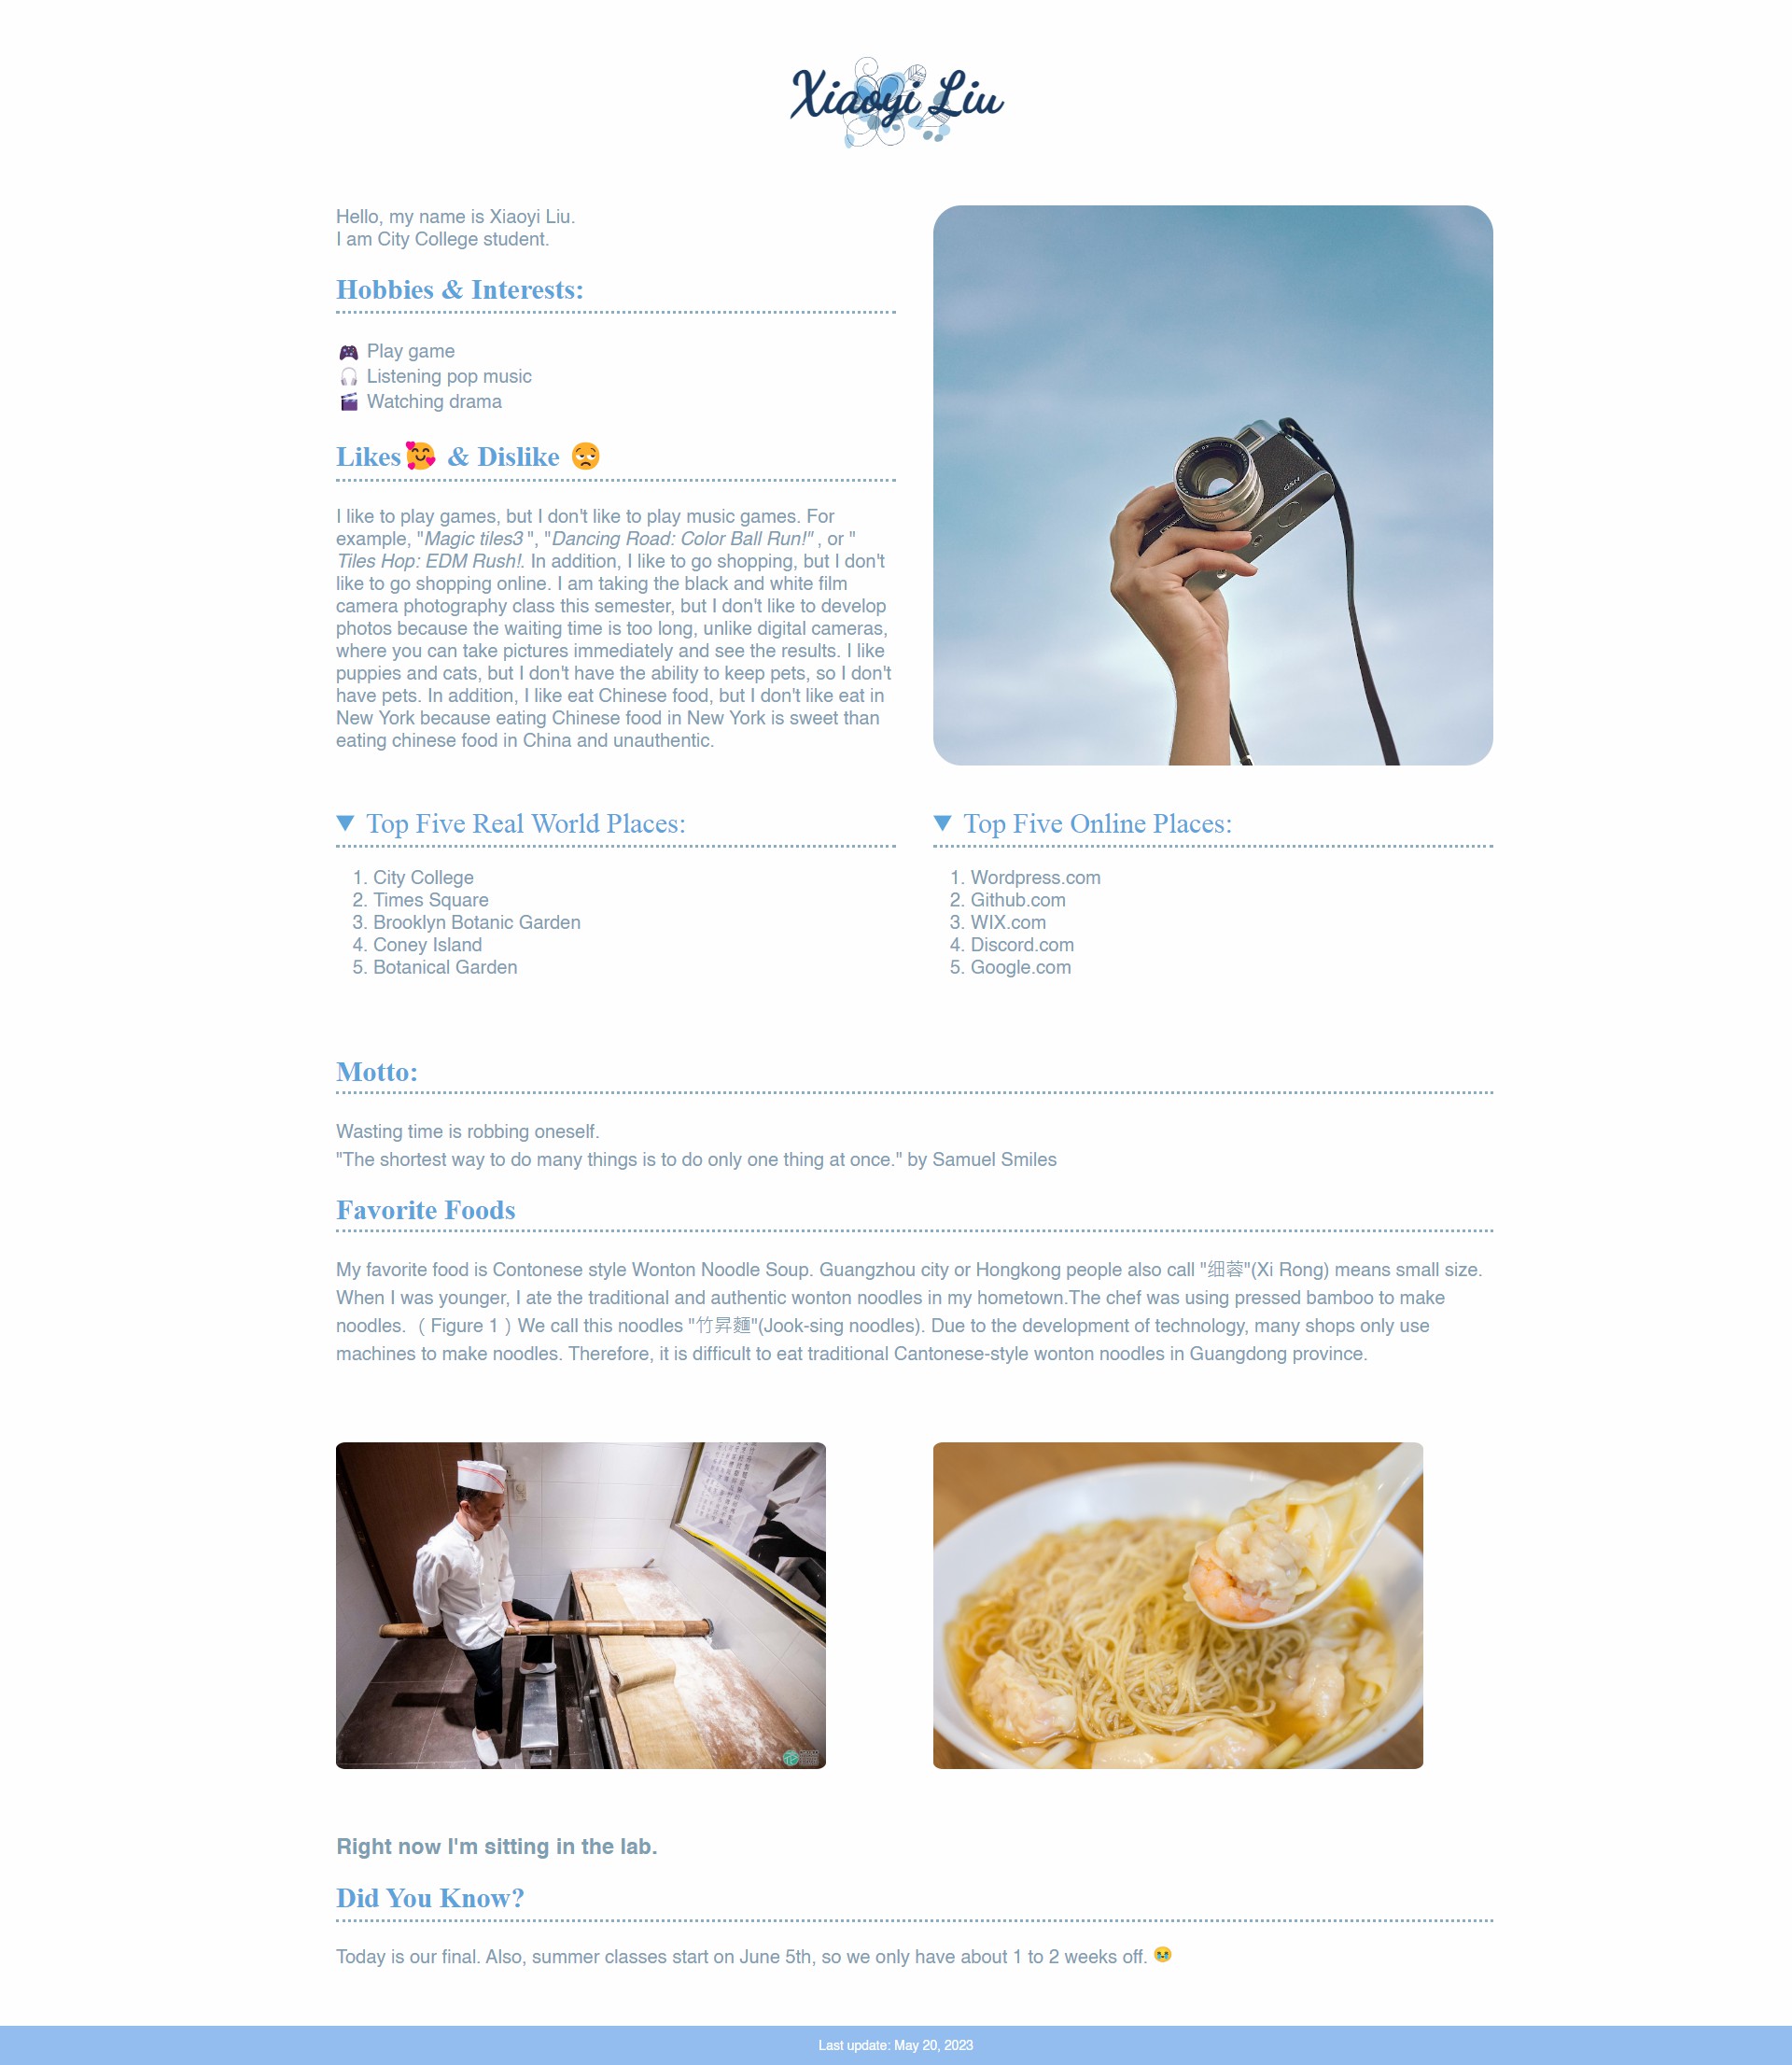 Xiaoyi Liu
Hello, my name is Xiaoyi Liu.
I am City College student.
Hobbies & Interests:
🎮 Play game
🎧 Listening pop music
🎬 Watching drama
Likes🥰 & Dislike 😒
I like to play games, but I don't like to play music games. For
example, "Magic tiles3 ", "Dancing Road: Color Ball Run!" , or "
Tiles Hop: EDM Rush!. In addition, I like to go shopping, but I don't
like to go shopping online. I am taking the black and white film
camera photography class this semester, but I don't like to develop
photos because the waiting time is too long, unlike digital cameras,
where you can take pictures immediately and see the results. I like
puppies and cats, but I don't have the ability to keep pets, so I don't
have pets. In addition, I like eat Chinese food, but I don't like eat in
New York because eating Chinese food in New York is sweet than
eating chinese food in China and unauthentic.
▼ Top Five Real World Places:
1. City College
2. Times Square
3. Brooklyn Botanic Garden
4. Coney Island
5. Botanical Garden
▼ Top Five Online Places:
1. Wordpress.com
2. Github.com
3. WIX.com
4. Discord.com
5. Google.com
Motto:
Wasting time is robbing oneself.
"The shortest way to do many things is to do only one thing at once." by Samuel Smiles
Favorite Foods
My favorite food is Contonese style Wonton Noodle Soup. Guangzhou city or Hongkong people also call "细蓉"(Xi Rong) means small size.
When I was younger, I ate the traditional and authentic wonton noodles in my hometown.The chef was using pressed bamboo to make
noodles.（ Figure 1 ) We call this noodles "竹昇麵"(Jook-sing noodles). Due to the development of technology, many shops only use
machines to make noodles. Therefore, it is difficult to eat traditional Cantonese-style wonton noodles in Guangdong province.
Right now I'm sitting in the lab.
Did You Know?
Today is our final. Also, summer classes start on June 5th, so we only have about 1 to 2 weeks off. 😭
Last update: May 20, 2023